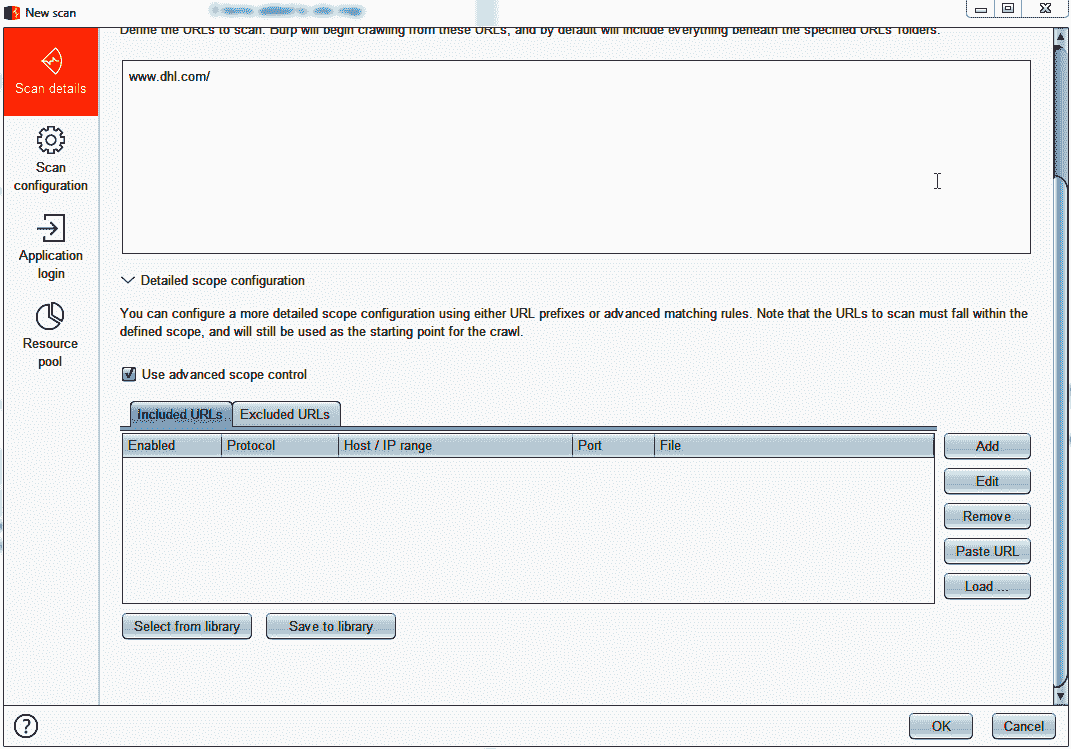 New scan
Define the URLs to scan. Burp will begin crawling from these URLs, and by default will include everything beneath the specified URLs' folders.
Scan details
www.dhl.com/
Scan
configuration
Application
login
Resource
pool
Detailed scope configuration
You can configure a more detailed scope configuration using either URL prefixes or advanced matching rules. Note that the URLs to scan must fall within the
defined scope, and will still be used as the starting point for the crawl.
Use advanced scope control
Included URLs Excluded URLs
Enabled Protocol Host / IP range Port File
Add
Edit
Remove
Paste URL
Load ...
Select from library Save to library
? OK Cancel